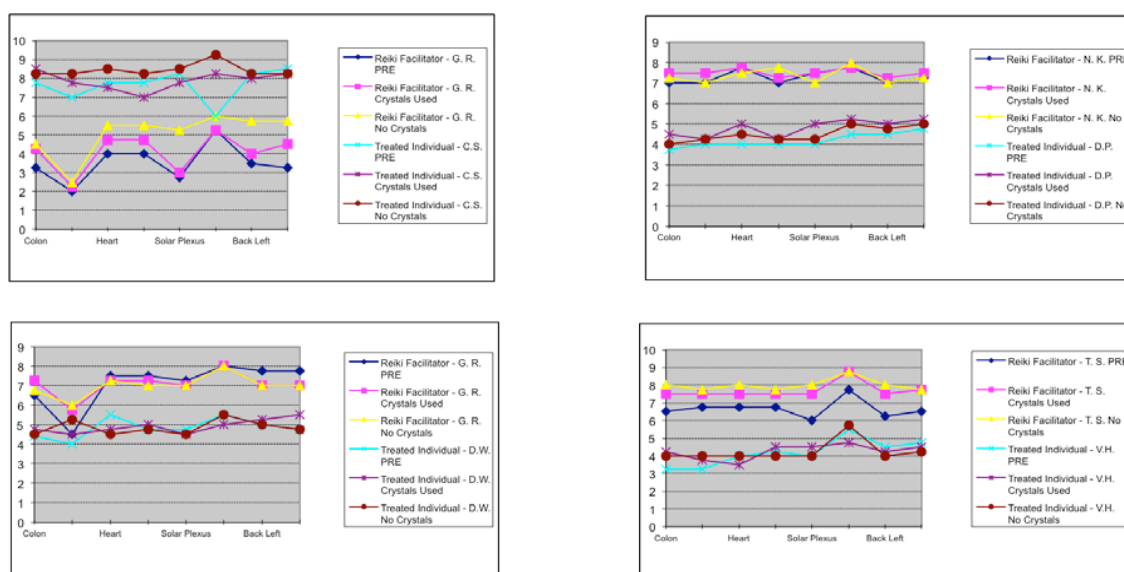 10
9
8
7
6
5
4
3
2
1
0
Colon Heart Solar Plexus Back Left
Reiki Facilitator - G. R.
PRE
Reiki Facilitator - G. R.
Crystals Used
Reiki Facilitator - G. R.
No Crystals
Treated Individual - C.S.
PRE
Treated Individual - C.S.
Crystals Used
Treated Individual - C.S.
No Crystals
9
8
7
6
5
4
3
2
1
0
Colon Heart Solar Plexus Back Left
Reiki Facilitator - N. K. PRE
Reiki Facilitator - N. K.
Crystals Used
Reiki Facilitator - N. K. No
Crystals
Treated Individual - D.P.
PRE
Treated Individual - D.P.
Crystals Used
Treated Individual - D.P. No
Crystals
9
8
7
6
5
4
3
2
1
0
Colon Heart Solar Plexus Back Left
Reiki Facilitator - G. R.
PRE
Reiki Facilitator - G. R.
Crystals Used
Reiki Facilitator - G. R.
No Crystals
Treated Individual - D.W.
PRE
Treated Individual - D.W.
Crystals Used
Treated Individual - D.W.
No Crystals
10
9
8
7
6
5
4
3
2
1
0
Colon Heart Solar Plexus Back Left
Reiki Facilitator - T. S. PRE
Reiki Facilitator - T. S.
Crystals Used
Reiki Facilitator - T. S. No
Crystals
Treated Individual - V.H.
PRE
Treated Individual - V.H.
Crystals Used
Treated Individual - V.H.
No Crystals